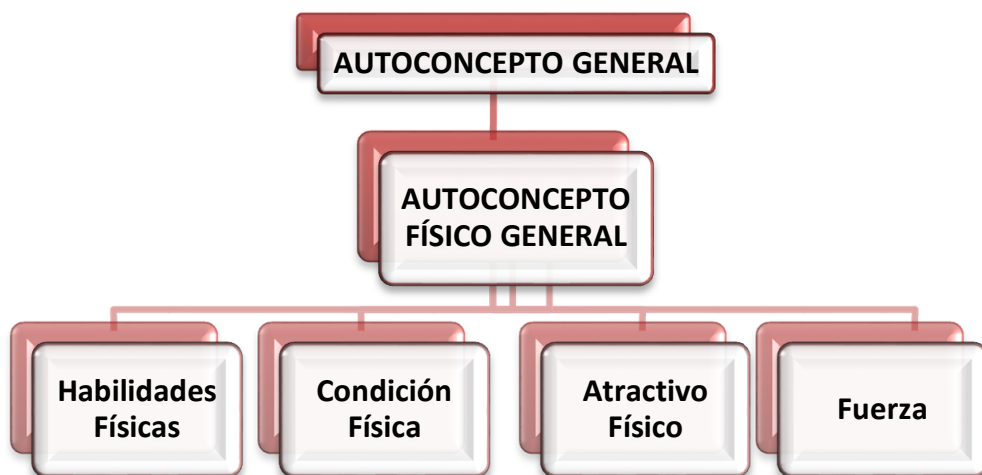 AUTOCONCEPTO GENERAL
AUTOCONCEPTO
FÍSICO GENERAL
Habilidades
Físicas
Condición
Física
Atractivo
Físico
Fuerza